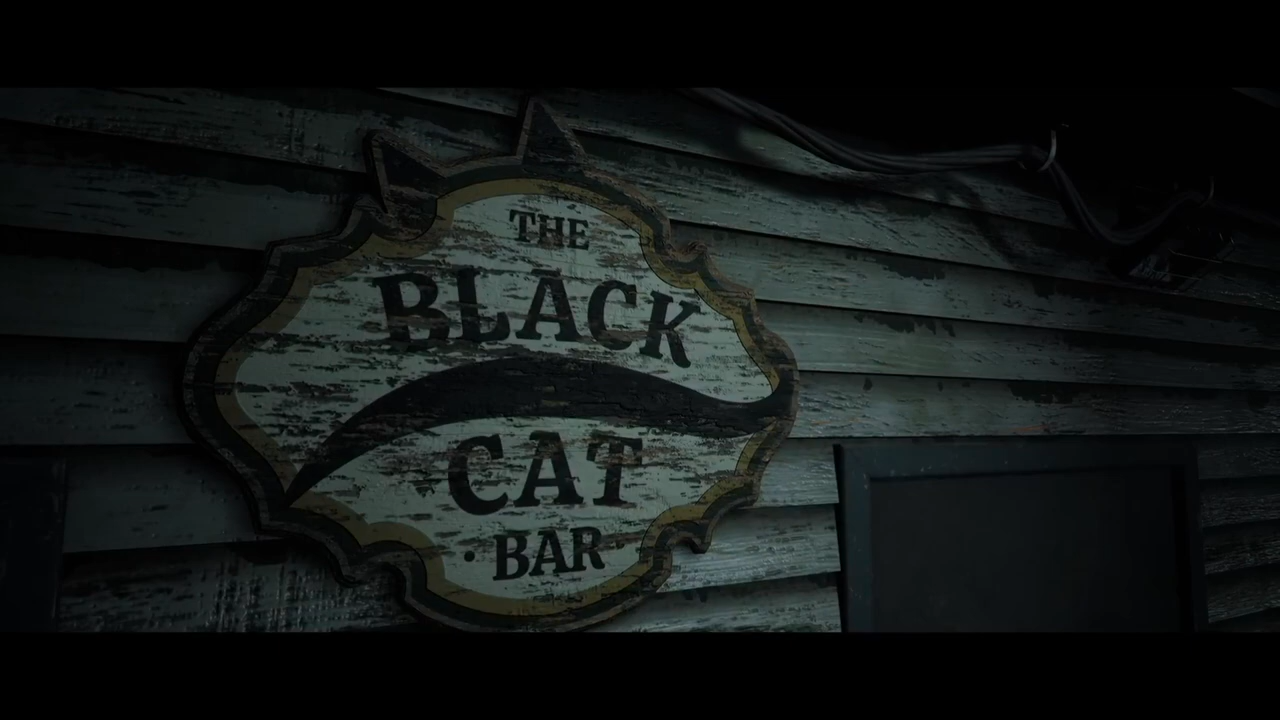 THE
BLACK
CAT
· BAR ·